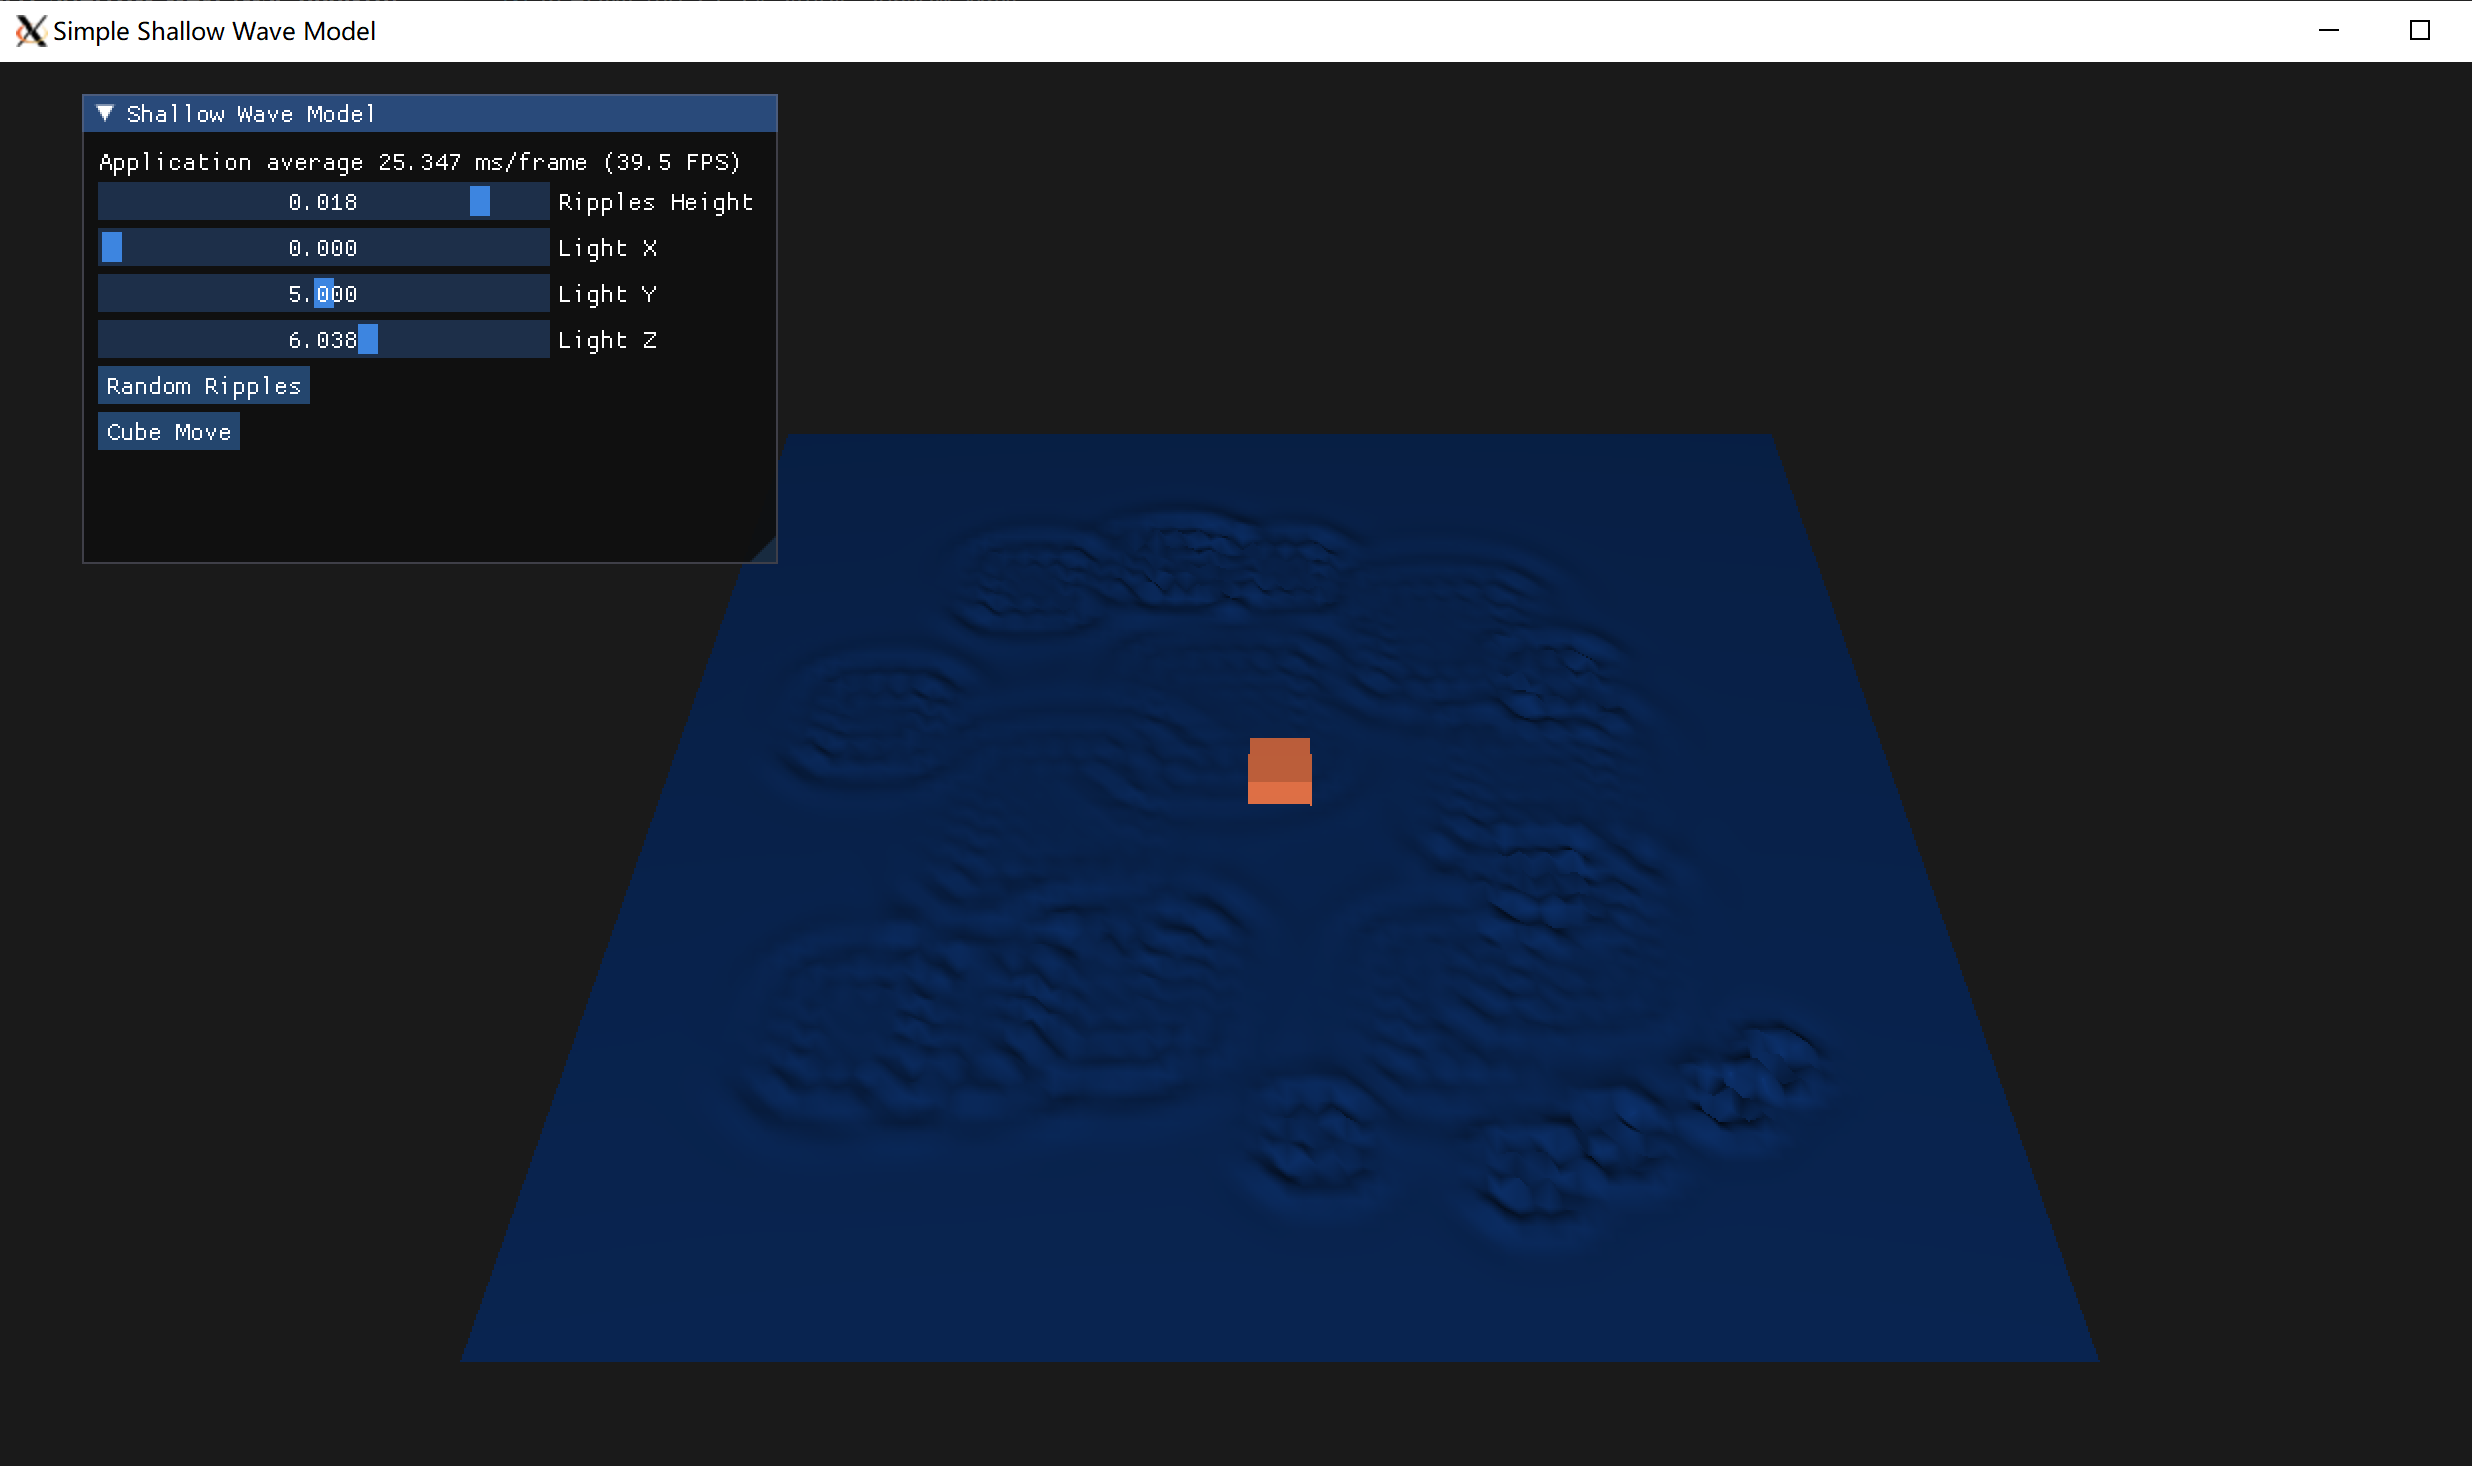 Simple Shallow Wave Model
Shallow Wave Model
Application average 25.347 ms/frame (39.5 FPS)
0.018 Ripples Height
0.000 Light X
5.000 Light Y
6.038 Light Z
Random Ripples
Cube Move